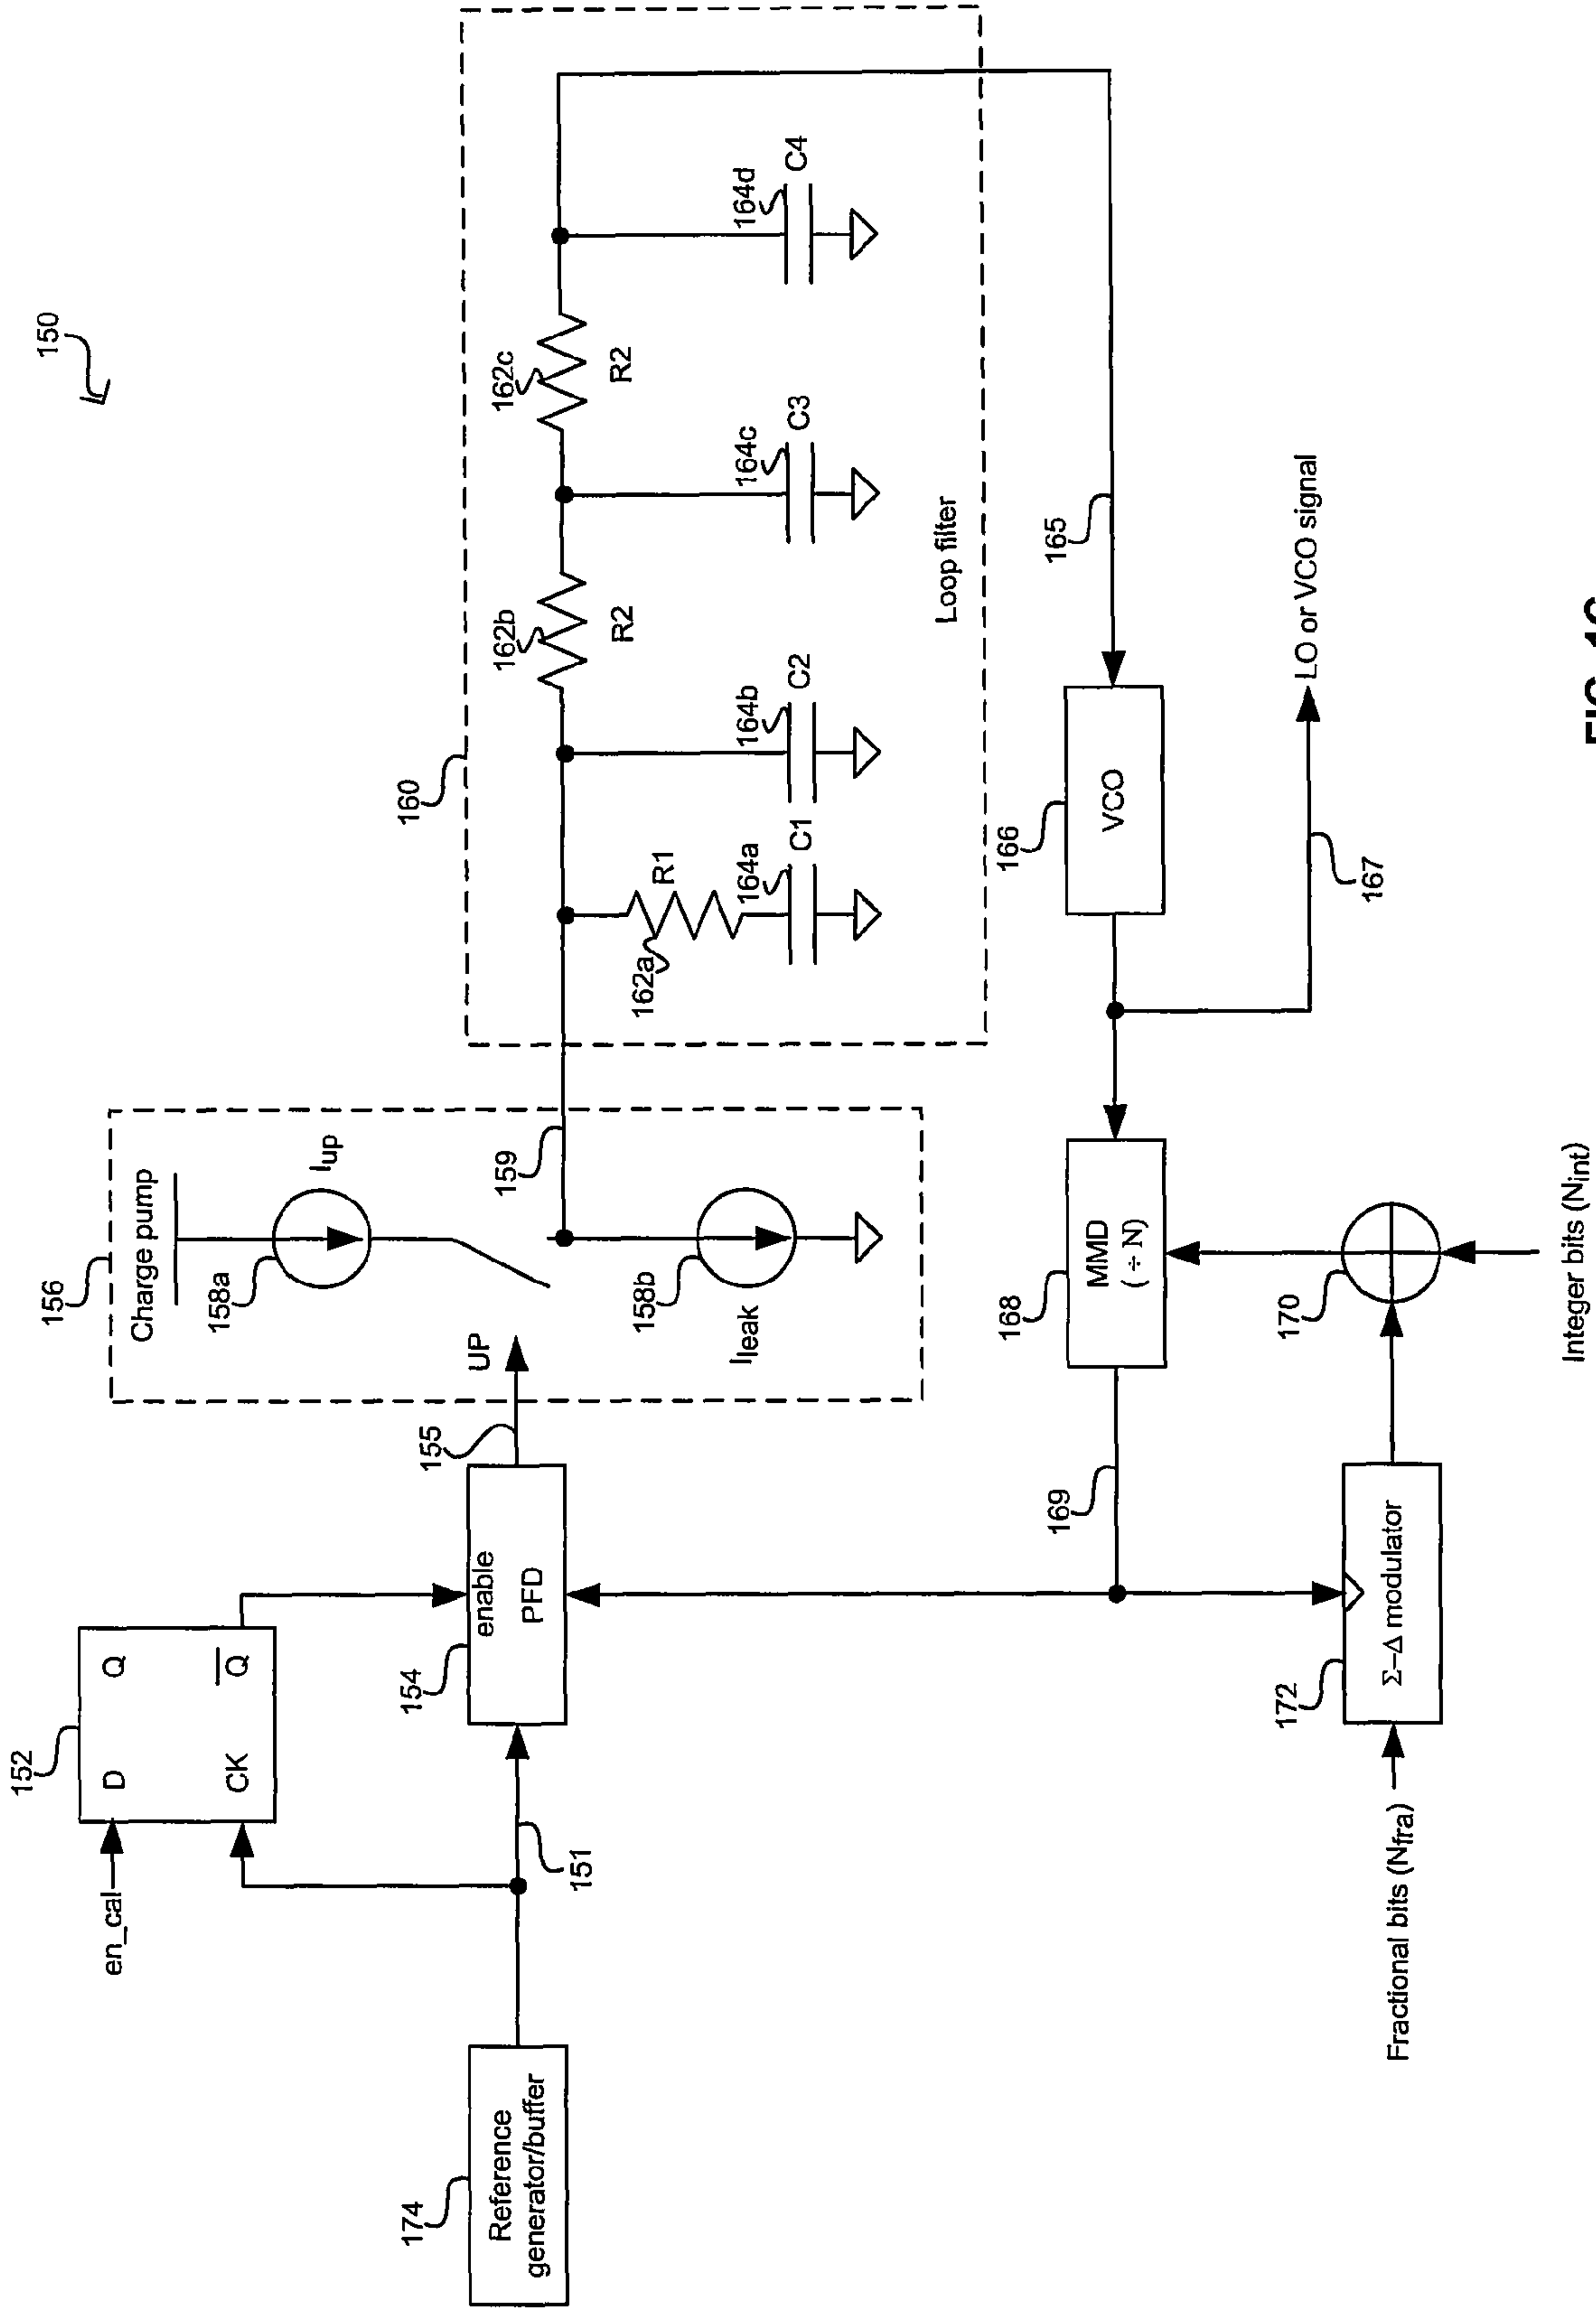 150
152
en_cal
D
Q
CK
Q
156
Charge pump
158a
Iup
UP
159
158b
Ileak
174
Reference
generator/buffer
151
154
enable
PFD
155
160
162a
R1
164a
C1
164b
C2
162b
R2
164c
C3
162c
R2
164d
C4
Loop filter
169
168
MMD
( ÷ N)
166
VCO
165
167
LO or VCO signal
172
Σ–Δ modulator
170
Fractional bits (Nfra)
Integer bits (Nint)
FIG.